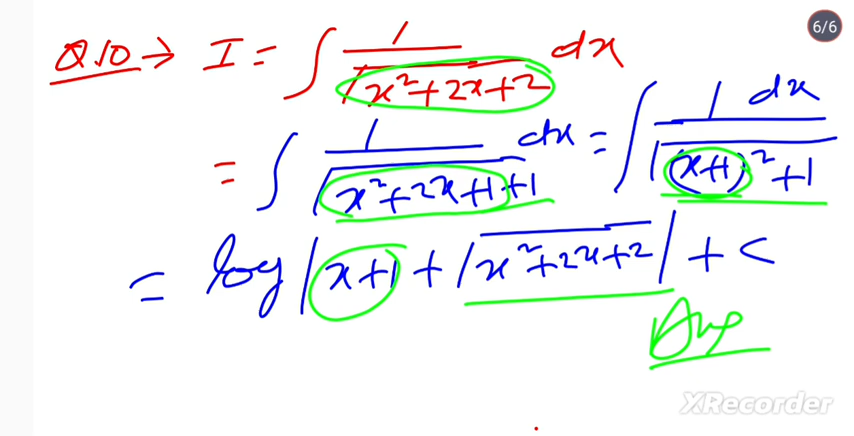 6/6
Q.10 → I = ∫ 1/√(x²+2x+2) dx
= ∫ 1/√(x²+2x+1+1) dx = ∫ 1 dx/√((x+1)²+1)
= log |x+1 + √(x²+2x+2)| + C
Ans
XRecorder